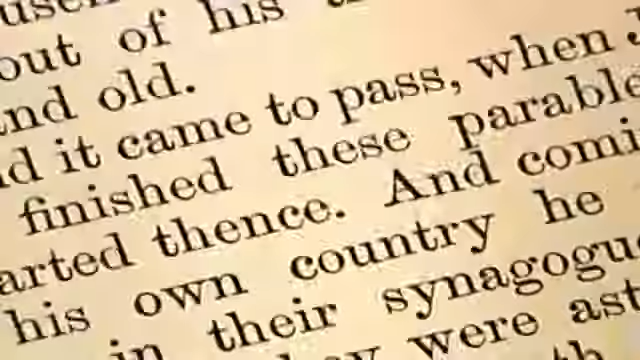 out of his
and old.
it came to pass, when J
finished these parable
arted thence. And comi
his own country he
in their synagogu
were ast